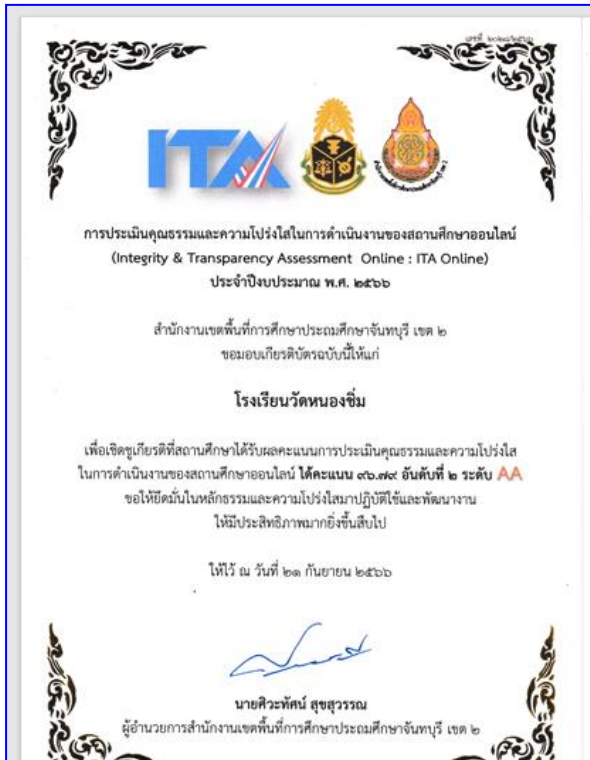 เลขที่
ITA
การประเมินคุณธรรมและความโปร่งใสในการดำเนินงานของสถานศึกษาออนไลน์
(Integrity & Transparency Assessment Online : ITA Online)
ประจำปีงบประมาณ พ.ศ. ๒๕๖๖
สำนักงานเขตพื้นที่การศึกษาประถมศึกษาจันทบุรี เขต ๒
ขอมอบเกียรติบัตรฉบับนี้ให้แก่
โรงเรียนวัดหนองชิ่ม
เพื่อเชิดชูเกียรติที่สถานศึกษาได้รับผลคะแนนการประเมินคุณธรรมและความโปร่งใส
ในการดำเนินงานของสถานศึกษาออนไลน์ ได้คะแนน ๙๖.๗๙ อันดับที่ ๒ ระดับ AA
ขอให้ยึดมั่นในหลักธรรมและความโปร่งใสมาปฏิบัติใช้และพัฒนางาน
ให้มีประสิทธิภาพมากยิ่งขึ้นสืบไป
ให้ไว้ ณ วันที่ ๒๑ กันยายน ๒๕๖๖
นายศิวะทัศน์ สุขสุวรรณ
ผู้อำนวยการสำนักงานเขตพื้นที่การศึกษาประถมศึกษาจันทบุรี เขต ๒